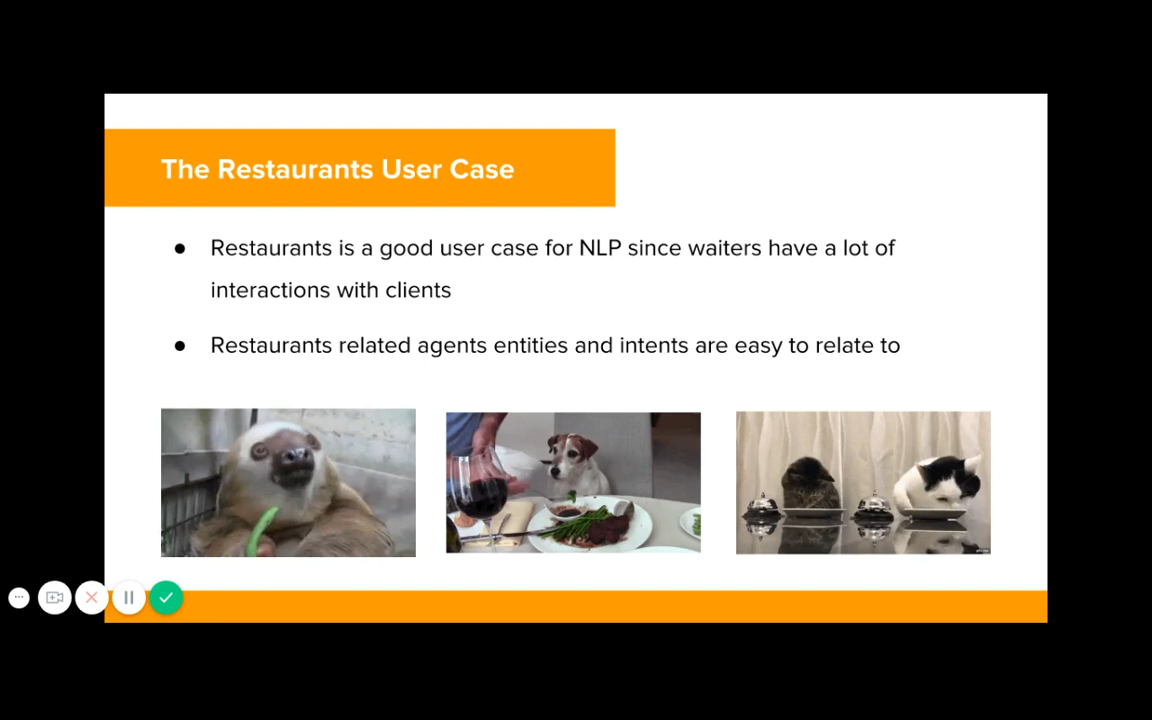 The Restaurants User Case
● Restaurants is a good user case for NLP since waiters have a lot of
interactions with clients
● Restaurants related agents entities and intents are easy to relate to